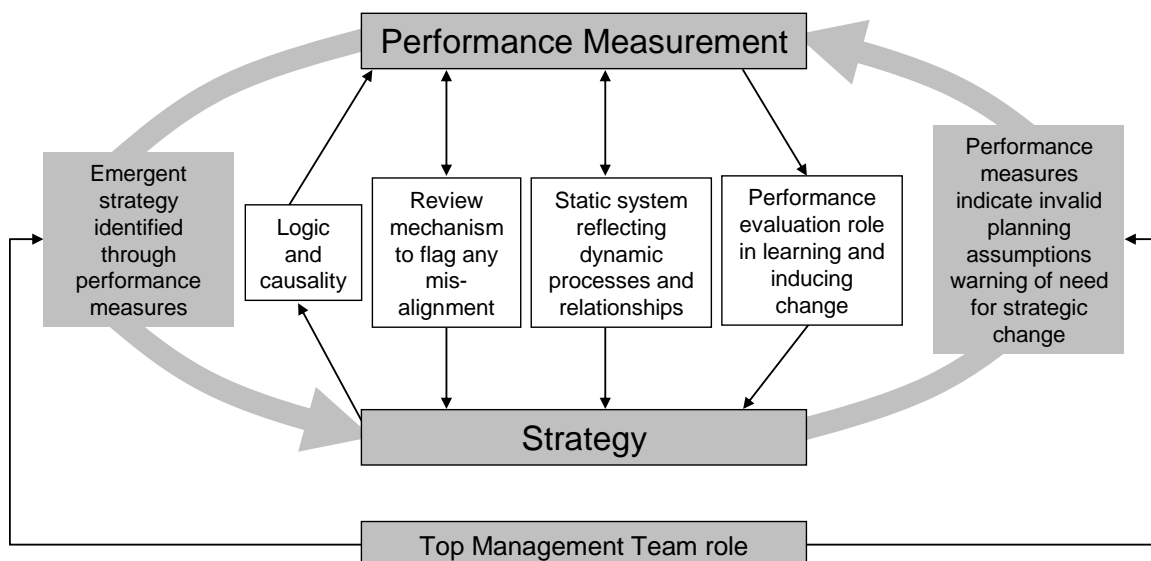 Performance Measurement
Emergent
strategy
identified
through
performance
measures
Logic
and
causality
Review
mechanism
to flag any
mis-
alignment
Static system
reflecting
dynamic
processes and
relationships
Performance
evaluation role
in learning and
inducing
change
Performance
measures
indicate invalid
planning
assumptions
warning of need
for strategic
change
Strategy
Top Management Team role